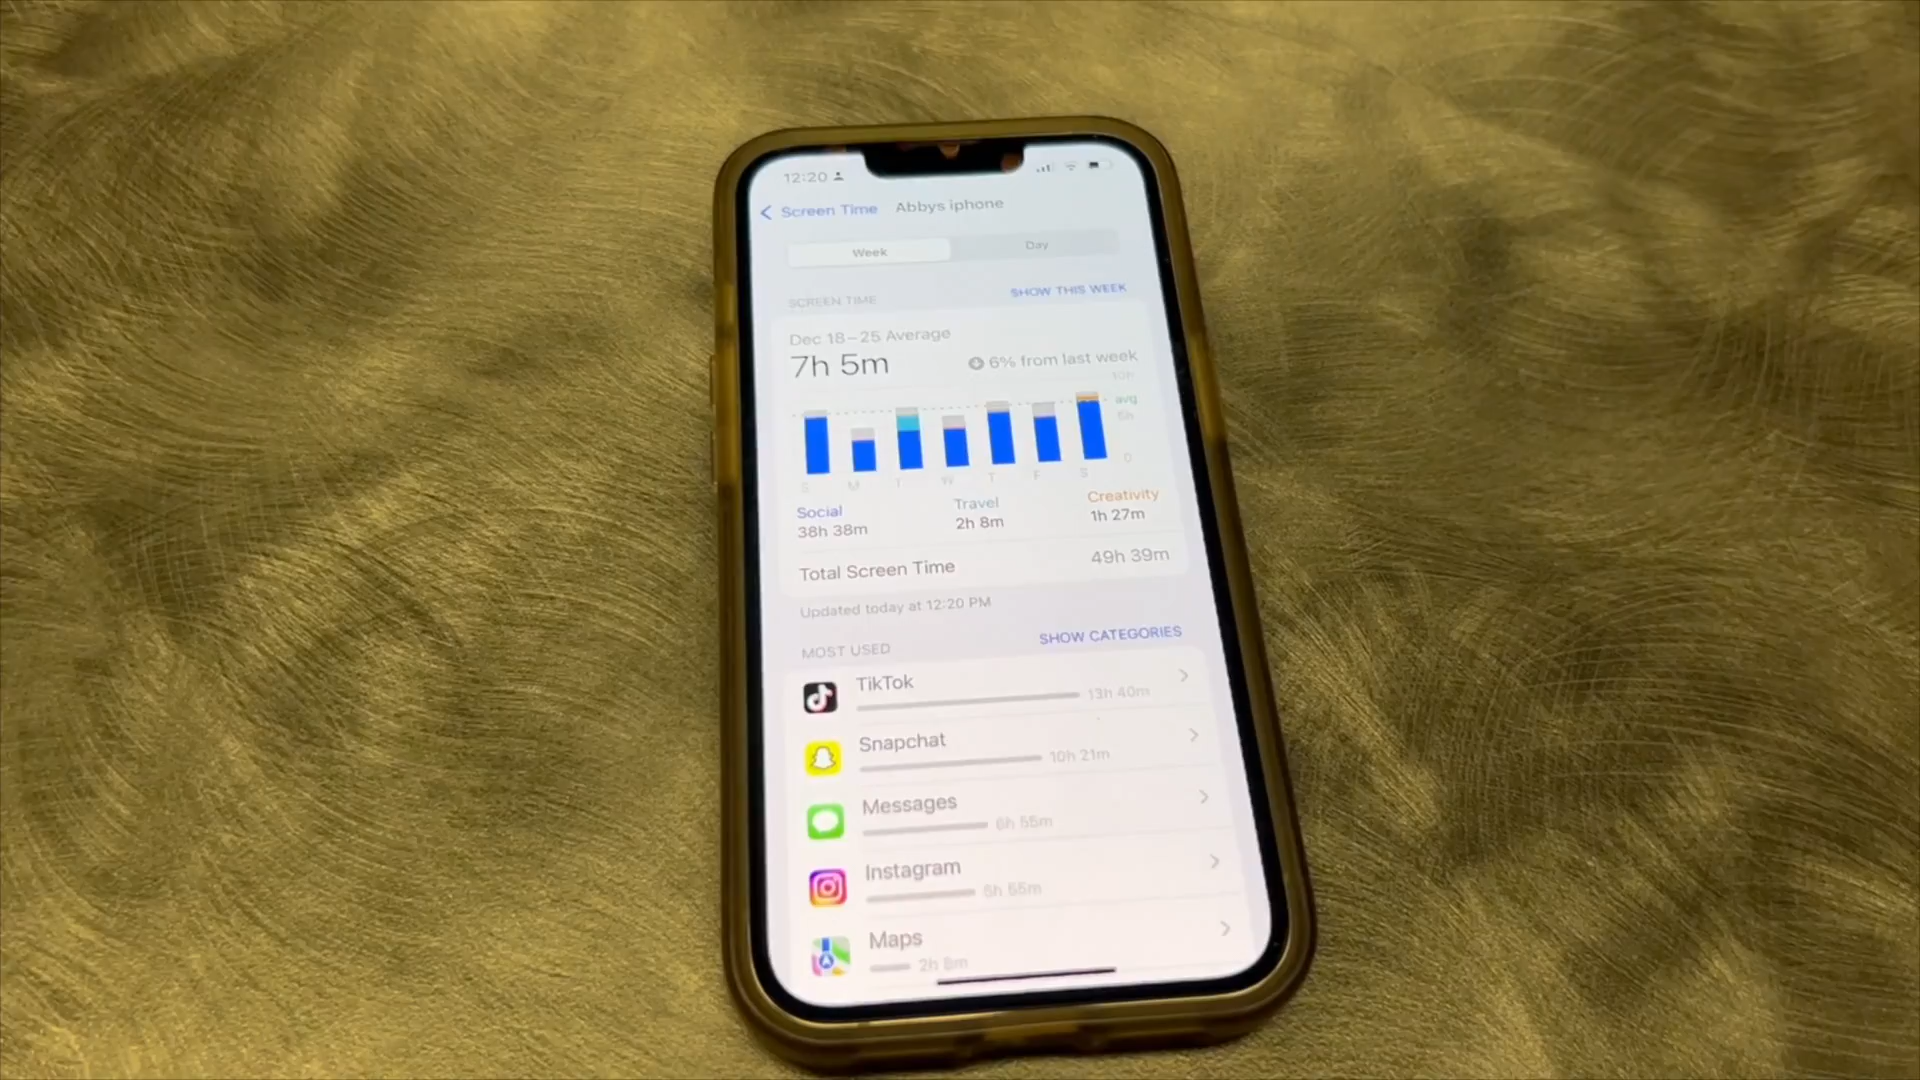 12:20
Screen Time Abbys iphone
Week Day
SCREEN TIME SHOW THIS WEEK
Dec 18–25 Average
7h 5m 6% from last week
10h
avg
5h
0
S M T W T F S
Social Travel Creativity
38h 38m 2h 8m 1h 27m
Total Screen Time 49h 39m
Updated today at 12:20 PM
MOST USED SHOW CATEGORIES
TikTok
13h 40m
Snapchat
10h 21m
Messages
6h 55m
Instagram
Maps
2h 8m